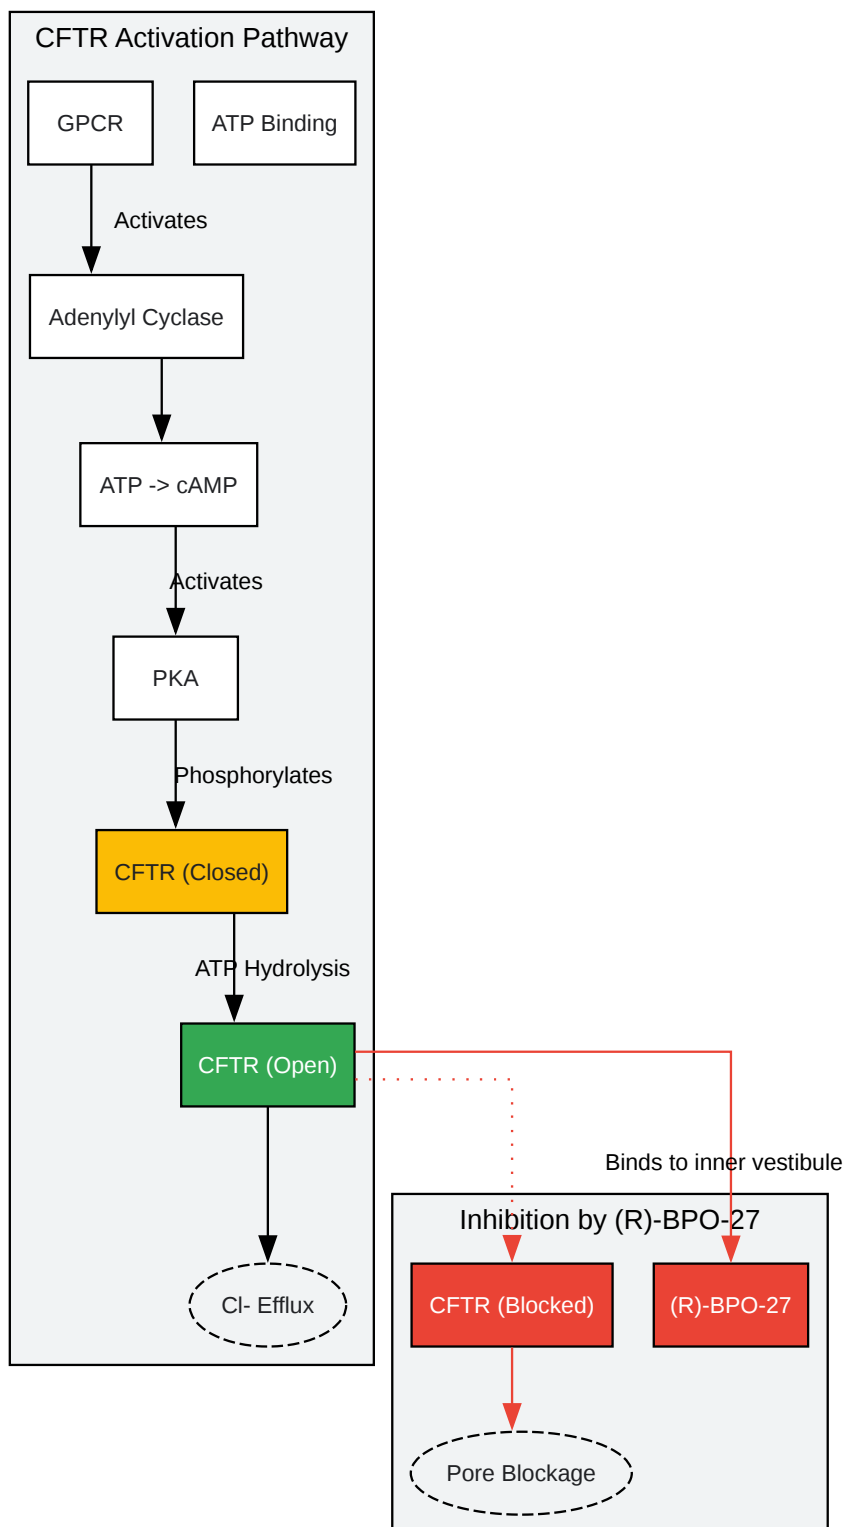 CFTR Activation Pathway
GPCR
ATP Binding
Activates
Adenylyl Cyclase
ATP -> cAMP
Activates
PKA
Phosphorylates
CFTR (Closed)
ATP Hydrolysis
CFTR (Open)
Cl- Efflux
Binds to inner vestibule
Inhibition by (R)-BPO-27
CFTR (Blocked)
(R)-BPO-27
Pore Blockage